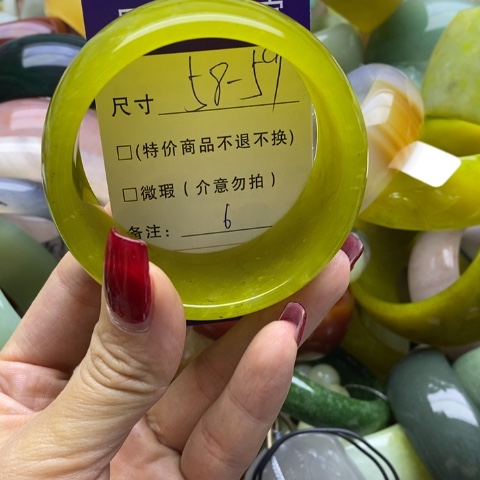 尺寸 58-59
□(特价商品不退不换)
□微瑕(介意勿拍)
备注: 6